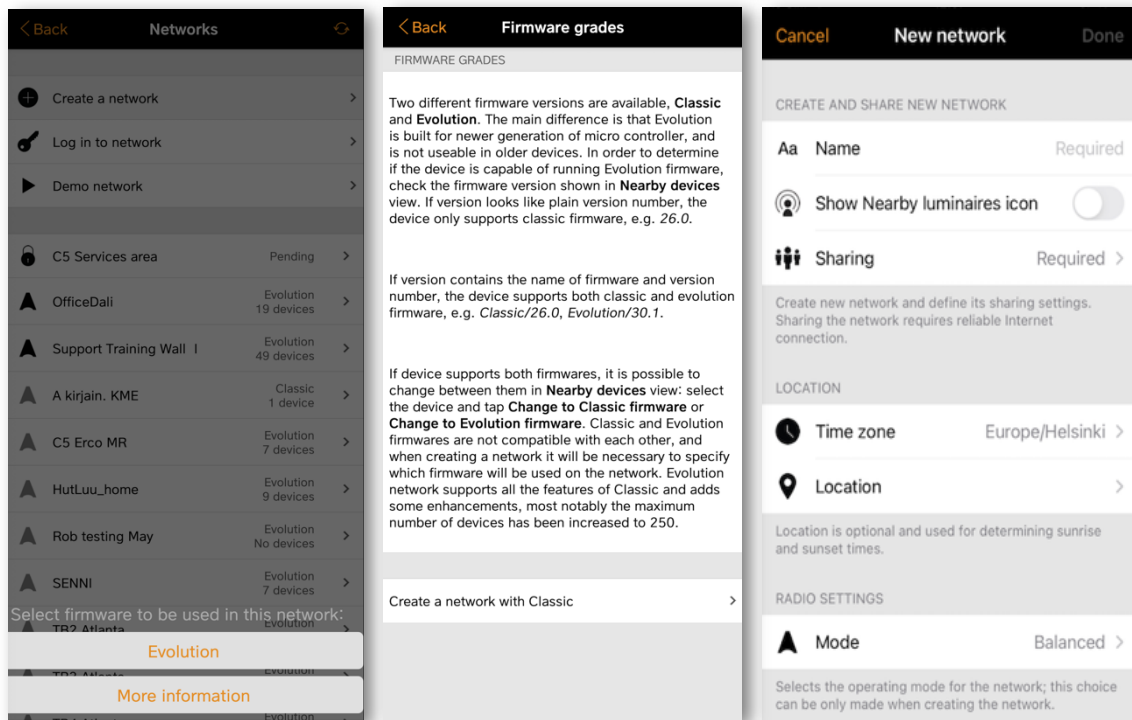 Back
Networks
Create a network
Log in to network
Demo network
C5 Services area
Pending
OfficeDali
Evolution
19 devices
Support Training Wall I
Evolution
49 devices
A kirjain. KME
Classic
1 device
C5 Erco MR
Evolution
7 devices
HutLuu_home
Evolution
9 devices
Rob testing May
Evolution
No devices
SENNI
Evolution
7 devices
Select firmware to be used in this network:
TB2 Atlanta
Evolution
Evolution
TB2 Atlanta
Evolution
More information
Evolution
Back
Firmware grades
FIRMWARE GRADES
Two different firmware versions are available, Classic
and Evolution. The main difference is that Evolution
is built for newer generation of micro controller, and
is not useable in older devices. In order to determine
if the device is capable of running Evolution firmware,
check the firmware version shown in Nearby devices
view. If version looks like plain version number, the
device only supports classic firmware, e.g. 26.0.
If version contains the name of firmware and version
number, the device supports both classic and evolution
firmware, e.g. Classic/26.0, Evolution/30.1.
If device supports both firmwares, it is possible to
change between them in Nearby devices view: select
the device and tap Change to Classic firmware or
Change to Evolution firmware. Classic and Evolution
firmwares are not compatible with each other, and
when creating a network it will be necessary to specify
which firmware will be used on the network. Evolution
network supports all the features of Classic and adds
some enhancements, most notably the maximum
number of devices has been increased to 250.
Create a network with Classic
Cancel
New network
Done
CREATE AND SHARE NEW NETWORK
Aa Name
Required
Show Nearby luminaires icon
Sharing
Required
Create new network and define its sharing settings.
Sharing the network requires reliable Internet
connection.
LOCATION
Time zone
Europe/Helsinki
Location
Location is optional and used for determining sunrise
and sunset times.
RADIO SETTINGS
Mode
Balanced
Selects the operating mode for the network; this choice
can be only made when creating the network.